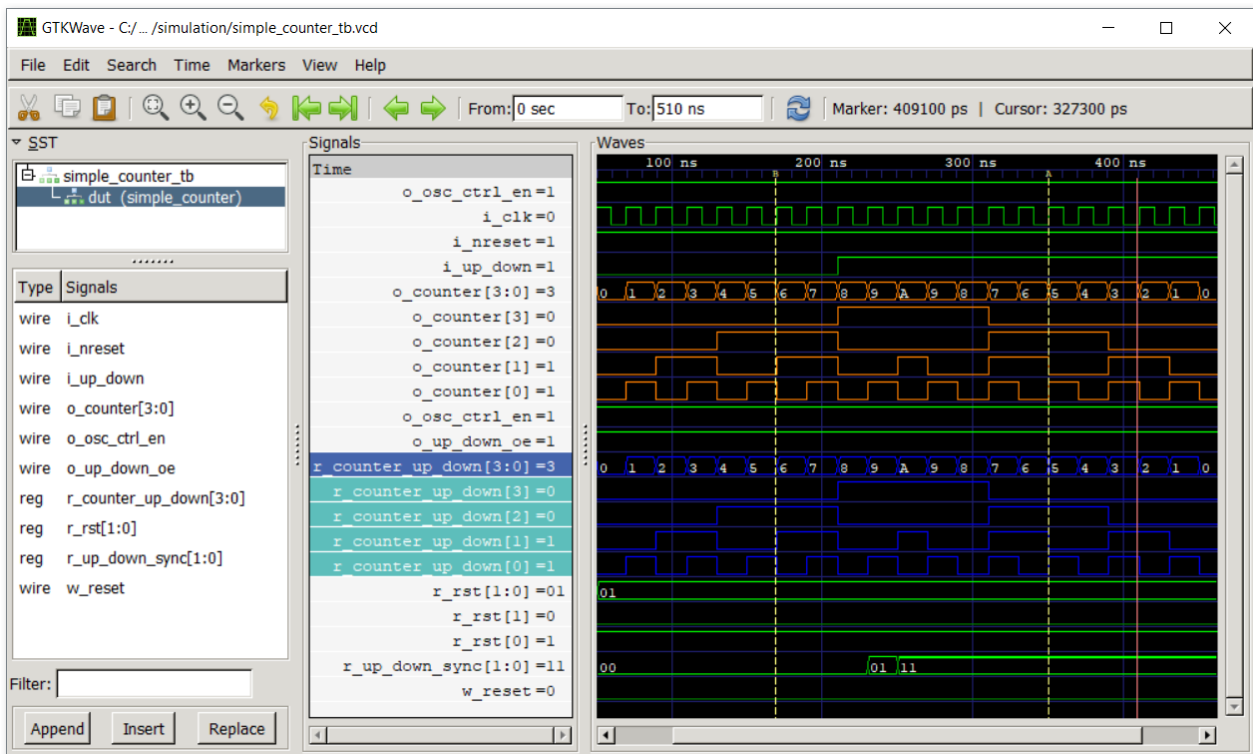 GTKWave - C:/ ... /simulation/simple_counter_tb.vcd
File Edit Search Time Markers View Help
From: 0 sec To: 510 ns Marker: 409100 ps | Cursor: 327300 ps
SST
simple_counter_tb
dut (simple_counter)
Type Signals
wire i_clk
wire i_nreset
wire i_up_down
wire o_counter[3:0]
wire o_osc_ctrl_en
wire o_up_down_oe
reg r_counter_up_down[3:0]
reg r_rst[1:0]
reg r_up_down_sync[1:0]
wire w_reset
Filter:
Append Insert Replace
Signals
Time
o_osc_ctrl_en=1
i_clk=0
i_nreset=1
i_up_down=1
o_counter[3:0]=3
o_counter[3]=0
o_counter[2]=0
o_counter[1]=1
o_counter[0]=1
o_osc_ctrl_en=1
o_up_down_oe=1
r_counter_up_down[3:0]=3
r_counter_up_down[3]=0
r_counter_up_down[2]=0
r_counter_up_down[1]=1
r_counter_up_down[0]=1
r_rst[1:0]=01
r_rst[1]=0
r_rst[0]=1
r_up_down_sync[1:0]=11
w_reset=0
Waves
100 ns 200 ns 300 ns 400 ns
B A
0 1 2 3 4 5 6 7 8 9 A 9 8 7 6 5 4 3 2 1 0
0 1 2 3 4 5 6 7 8 9 A 9 8 7 6 5 4 3 2 1 0
01
00 01 11